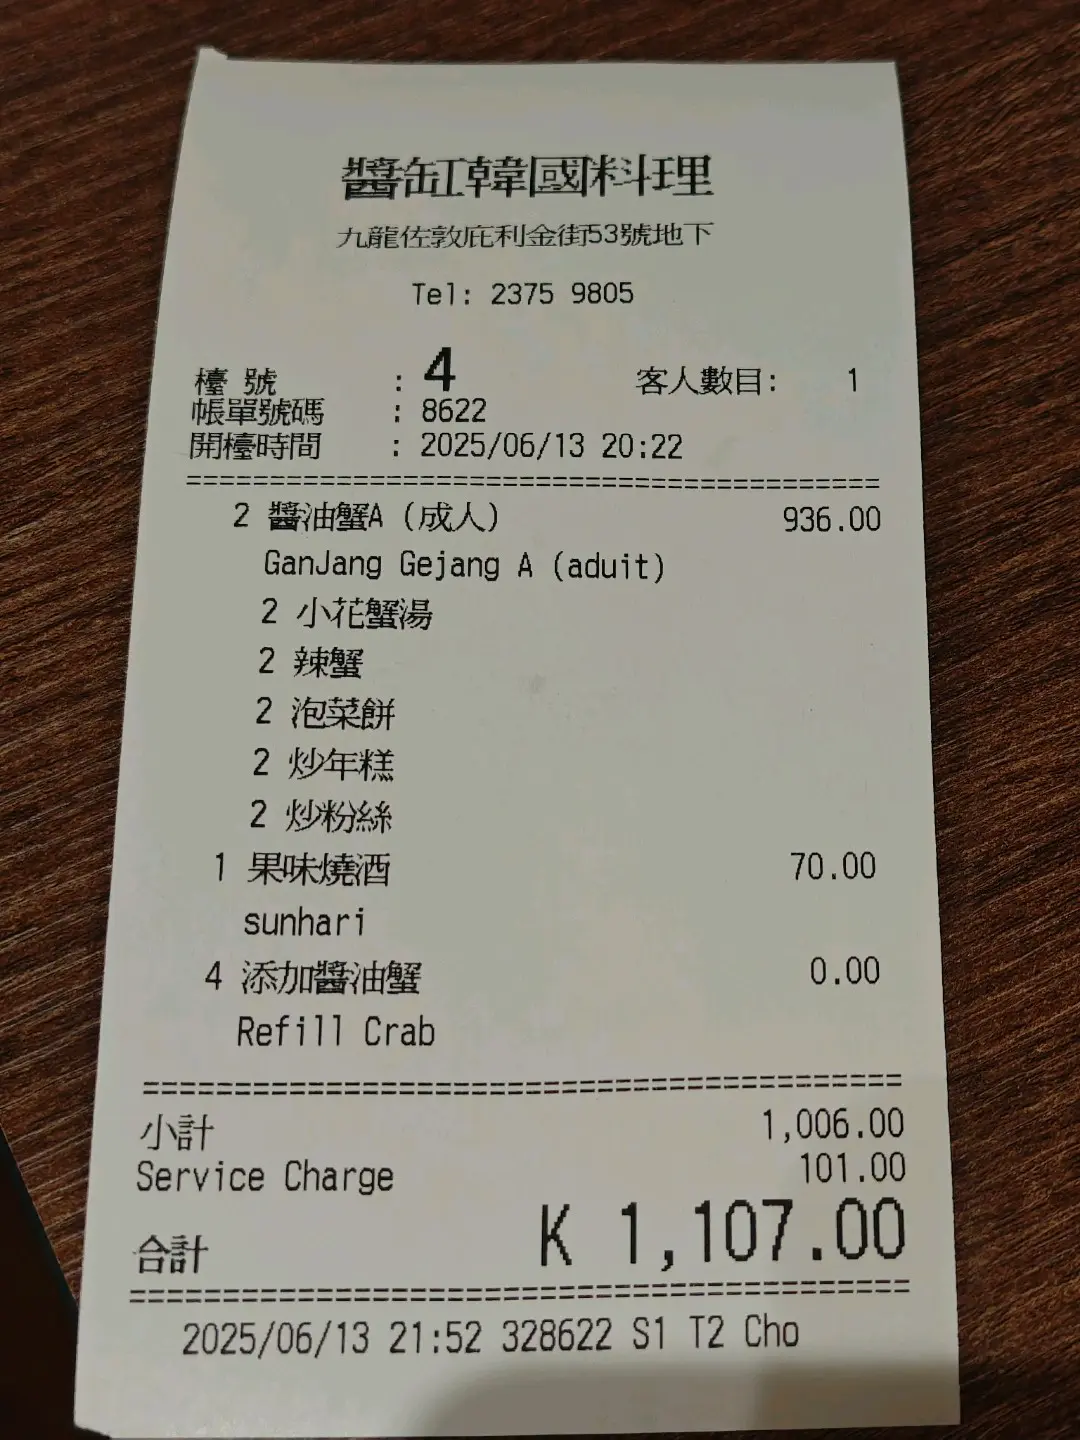 醬缸韓國料理
九龍佐敦庇利金街53號地下
Tel: 2375 9805
檯 號 : 4 客人數目: 1
帳單號碼 : 8622
開檯時間 : 2025/06/13 20:22
2 醬油蟹A (成人) 936.00
GanJang Gejang A (aduit)
2 小花蟹湯
2 辣蟹
2 泡菜餅
2 炒年糕
2 炒粉絲
1 果味燒酒 70.00
sunhari
4 添加醬油蟹 0.00
Refill Crab
小計 1,006.00
Service Charge 101.00
合計 K 1,107.00
2025/06/13 21:52 328622 S1 T2 Cho